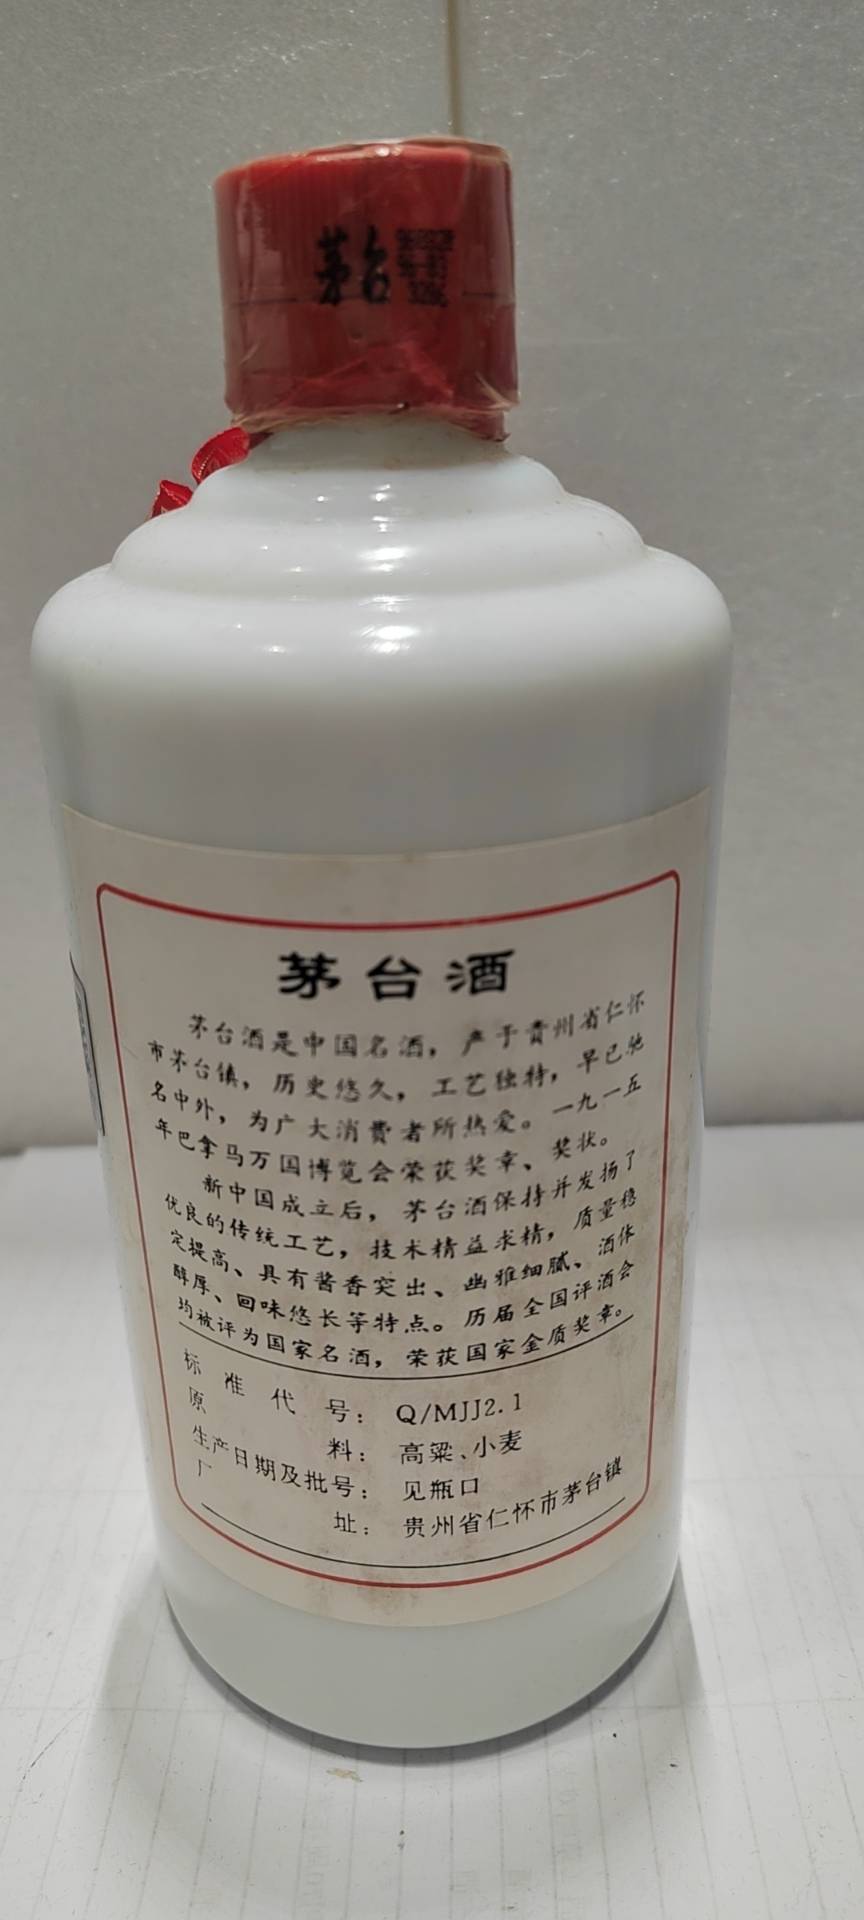 茅台
茅台酒
茅台酒是中国名酒，产于贵州省仁怀
市茅台镇，历史悠久，工艺独特，早已驰
名中外，为广大消费者所热爱。一九一五
年巴拿马万国博览会荣获奖章、奖状。
新中国成立后，茅台酒保持并发扬了
优良的传统工艺，技术精益求精，质量稳
定提高、具有酱香突出、幽雅细腻、酒体
醇厚、回味悠长等特点。历届全国评酒会
均被评为国家名酒，荣获国家金质奖章。
标准代号：Q/MJJ2.1
原料：高粱、小麦
生产日期及批号：见瓶口
厂址：贵州省仁怀市茅台镇